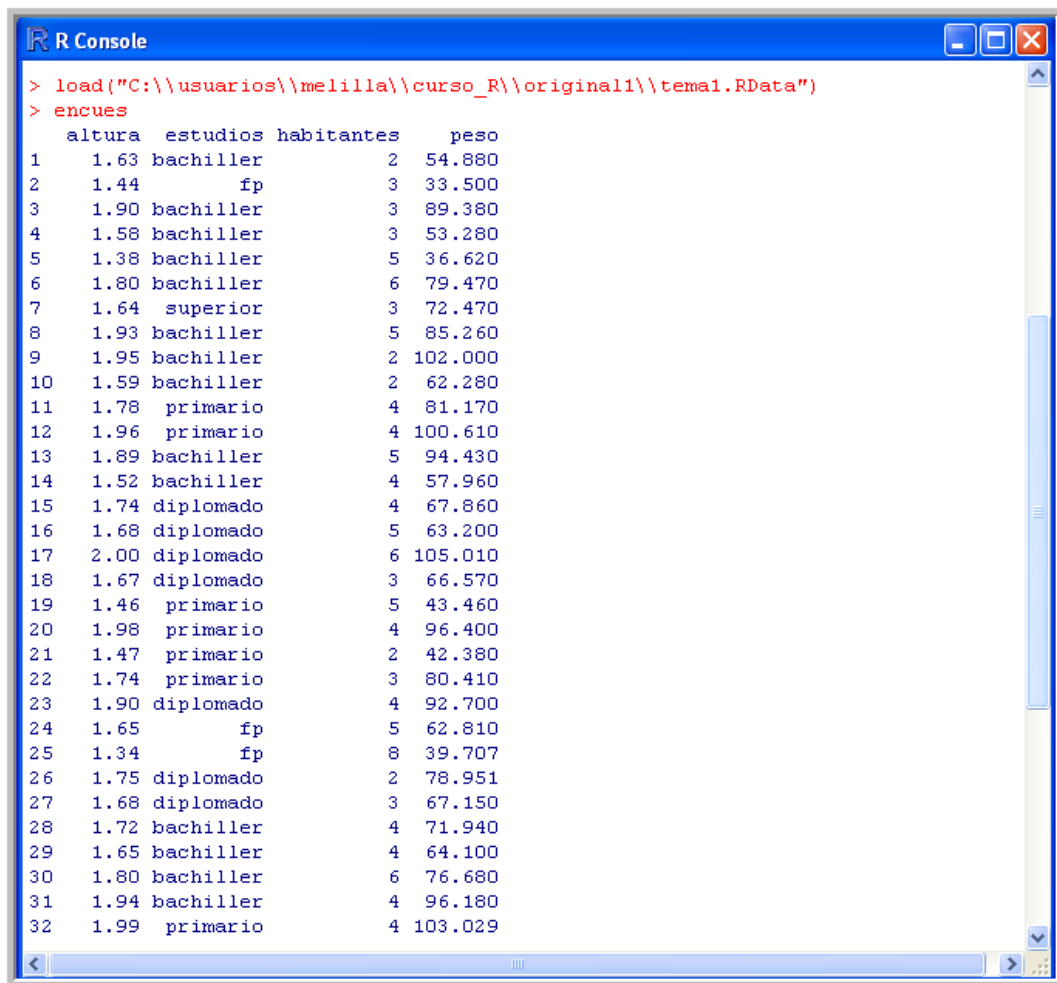 R R Console
> load("C:\\usuarios\\melilla\\curso_R\\original1\\tema1.RData")
> encues
   altura  estudios habitantes    peso
1    1.63 bachiller          2  54.880
2    1.44        fp          3  33.500
3    1.90 bachiller          3  89.380
4    1.58 bachiller          3  53.280
5    1.38 bachiller          5  36.620
6    1.80 bachiller          6  79.470
7    1.64  superior          3  72.470
8    1.93 bachiller          5  85.260
9    1.95 bachiller          2 102.000
10   1.59 bachiller          2  62.280
11   1.78  primario          4  81.170
12   1.96  primario          4 100.610
13   1.89 bachiller          5  94.430
14   1.52 bachiller          4  57.960
15   1.74 diplomado          4  67.860
16   1.68 diplomado          5  63.200
17   2.00 diplomado          6 105.010
18   1.67 diplomado          3  66.570
19   1.46  primario          5  43.460
20   1.98  primario          4  96.400
21   1.47  primario          2  42.380
22   1.74  primario          3  80.410
23   1.90 diplomado          4  92.700
24   1.65        fp          5  62.810
25   1.34        fp          8  39.707
26   1.75 diplomado          2  78.951
27   1.68 diplomado          3  67.150
28   1.72 bachiller          4  71.940
29   1.65 bachiller          4  64.100
30   1.80 bachiller          6  76.680
31   1.94 bachiller          4  96.180
32   1.99  primario          4 103.029